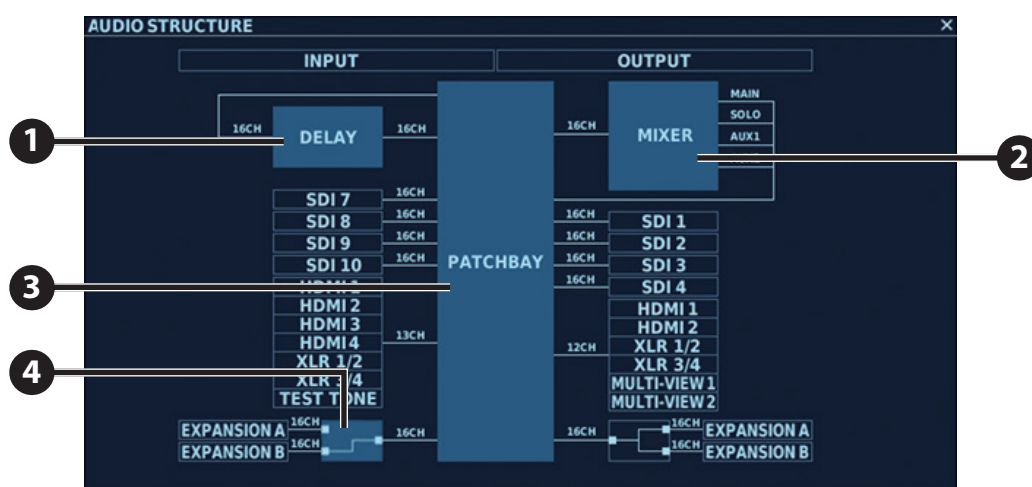 AUDIO STRUCTURE ×
INPUT OUTPUT
1
16CH DELAY 16CH
16CH MIXER
MAIN
SOLO
AUX1
2
SDI 7 16CH
SDI 8 16CH
SDI 9 16CH
SDI 10 16CH
3
HDMI 2
HDMI 3
HDMI 4
XLR 1/2
13CH
4
XLR 3/4
TEST TONE
EXPANSION A 16CH
EXPANSION B 16CH
16CH
PATCHBAY
16CH SDI 1
16CH SDI 2
16CH SDI 3
16CH SDI 4
HDMI 1
HDMI 2
12CH
XLR 1/2
XLR 3/4
MULTI-VIEW 1
MULTI-VIEW 2
16CH
16CH EXPANSION A
16CH EXPANSION B